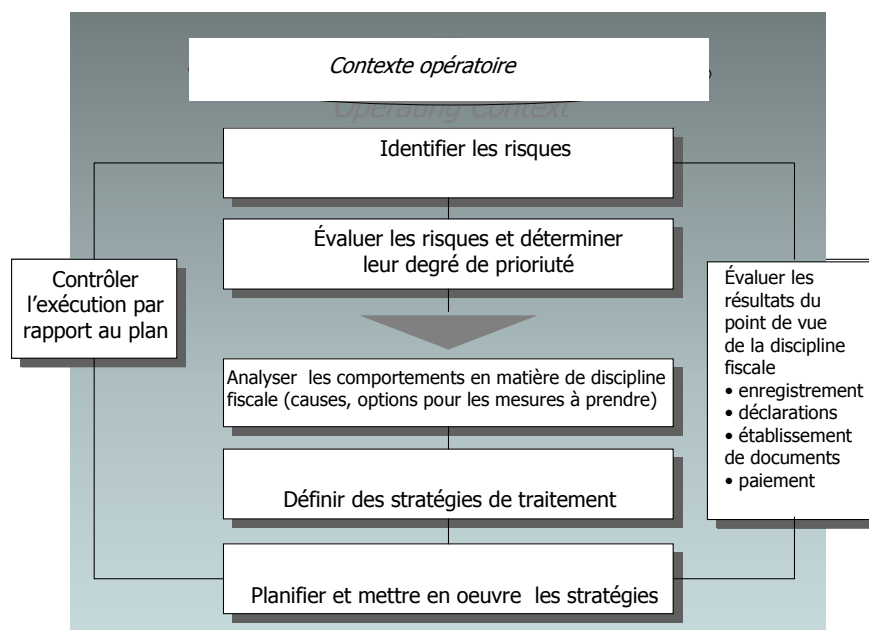 Contexte opératoire
Operating Context
Identifier les risques
Évaluer les risques et déterminer
leur degré de prioriuté
Contrôler
l'exécution par
rapport au plan
Évaluer les
résultats du
point de vue
de la discipline
fiscale
• enregistrement
• déclarations
• établissement
de documents
• paiement
Analyser les comportements en matière de discipline
fiscale (causes, options pour les mesures à prendre)
Définir des stratégies de traitement
Planifier et mettre en oeuvre les stratégies